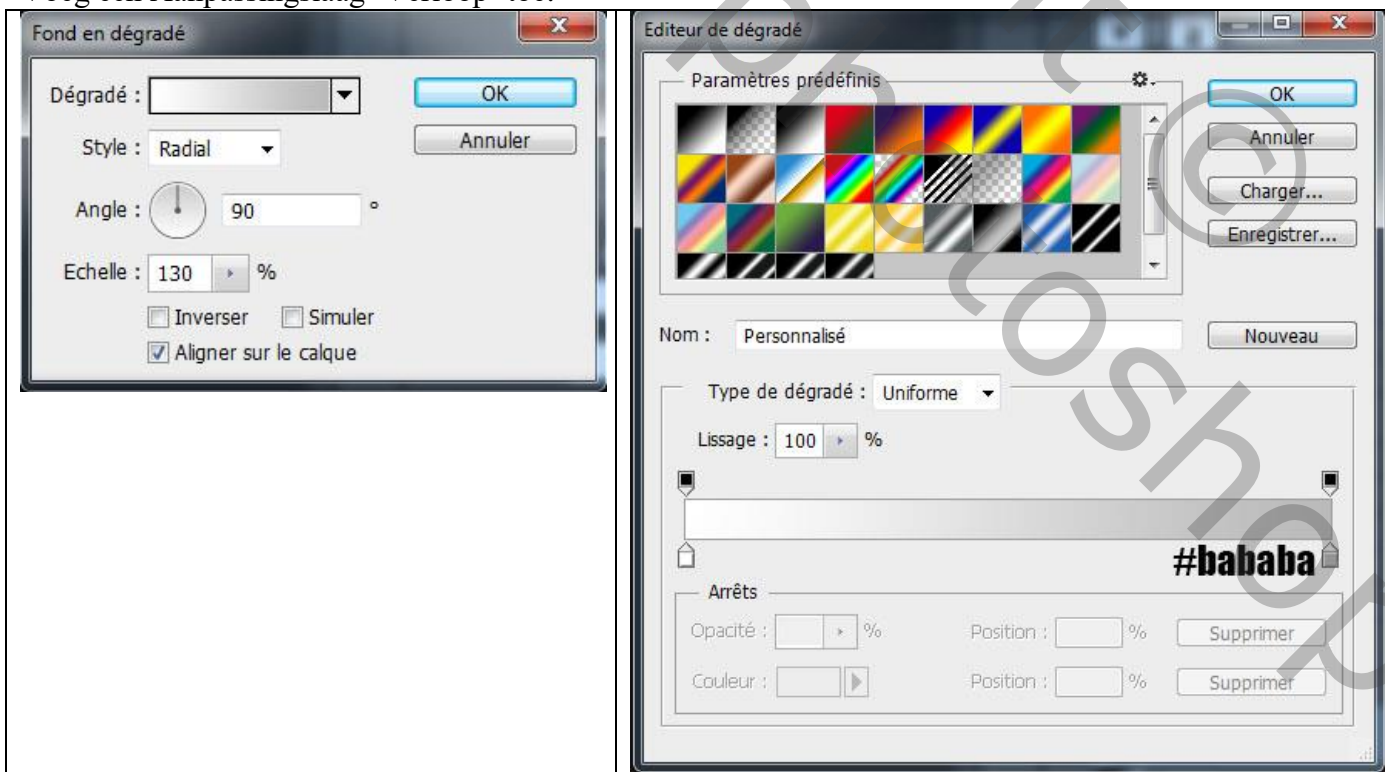 Fond en dégradé
Dégradé :
OK
Style : Radial
Annuler
Angle : 90 °
Echelle : 130 %
Inverser Simuler
Aligner sur le calque
Editeur de dégradé
Paramètres prédéfinis
OK
Annuler
Charger...
Enregistrer...
Nom : Personnalisé
Nouveau
Type de dégradé : Uniforme
Lissage : 100 %
#bababa
Arrêts
Opacité : % Position : % Supprimer
Couleur : Position : % Supprimer
©
photoshop